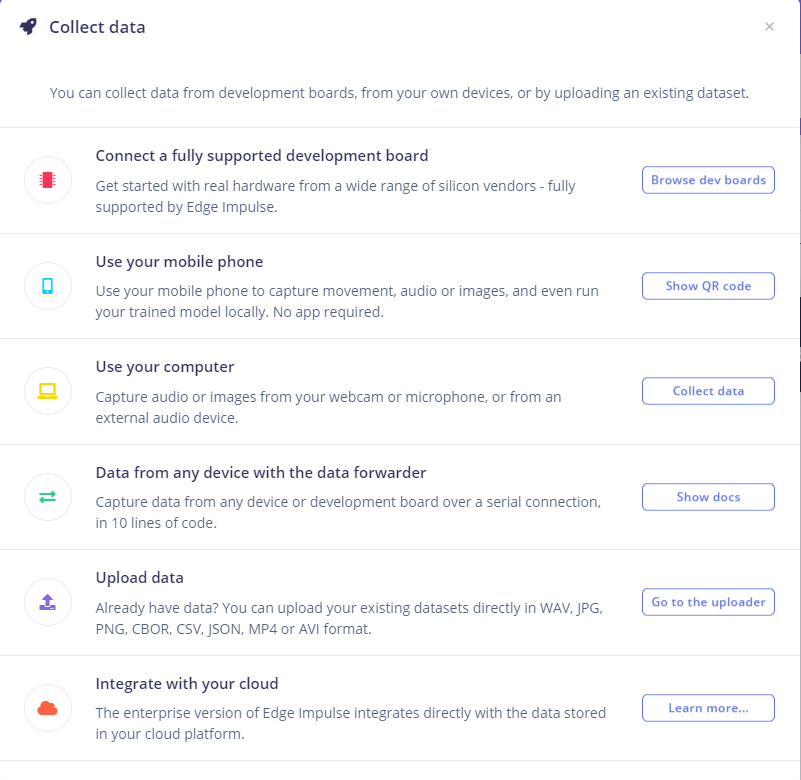 Collect data
You can collect data from development boards, from your own devices, or by uploading an existing dataset.
Connect a fully supported development board
Get started with real hardware from a wide range of silicon vendors - fully
supported by Edge Impulse.
Browse dev boards
Use your mobile phone
Use your mobile phone to capture movement, audio or images, and even run
your trained model locally. No app required.
Show QR code
Use your computer
Capture audio or images from your webcam or microphone, or from an
external audio device.
Collect data
Data from any device with the data forwarder
Capture data from any device or development board over a serial connection,
in 10 lines of code.
Show docs
Upload data
Already have data? You can upload your existing datasets directly in WAV, JPG,
PNG, CBOR, CSV, JSON, MP4 or AVI format.
Go to the uploader
Integrate with your cloud
The enterprise version of Edge Impulse integrates directly with the data stored
in your cloud platform.
Learn more...